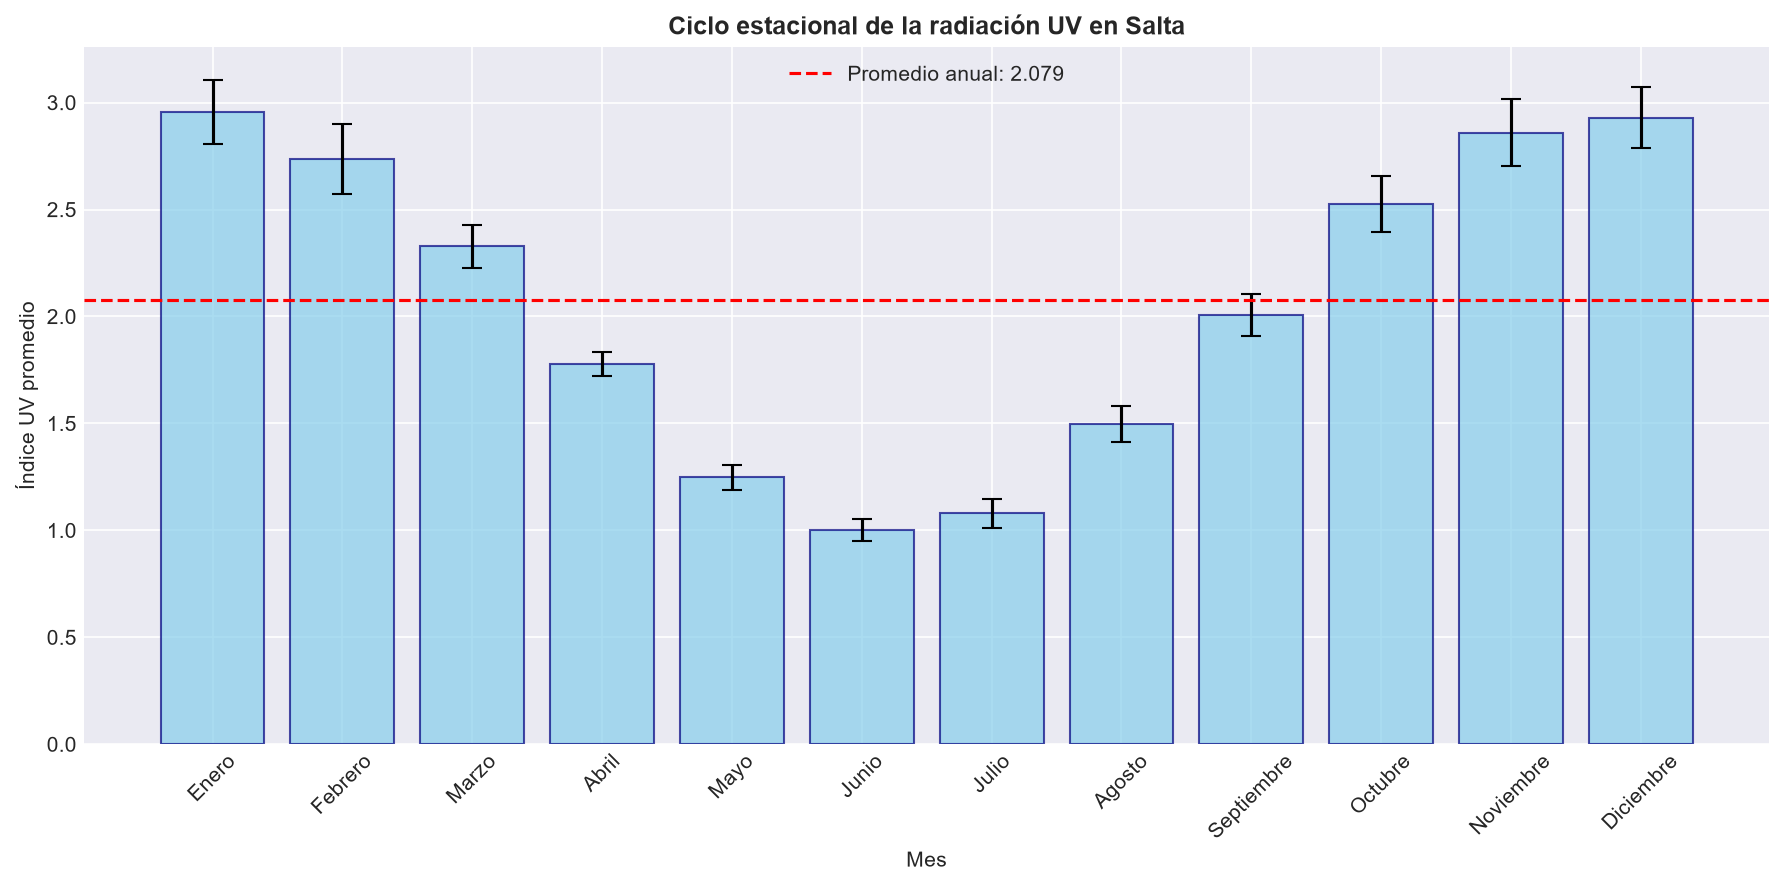 Ciclo estacional de la radiación UV en Salta
Promedio anual: 2.079
Índice UV promedio
3.0
2.5
2.0
1.5
1.0
0.5
0.0
Enero
Febrero
Marzo
Abril
Mayo
Junio
Julio
Agosto
Septiembre
Octubre
Noviembre
Diciembre
Mes